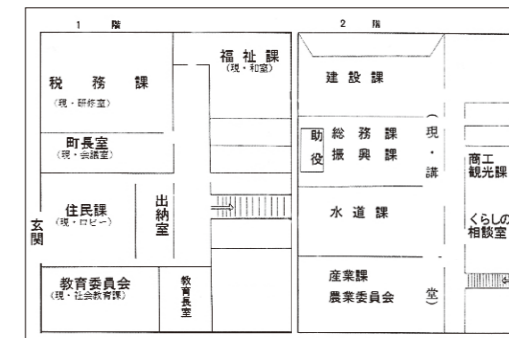 1 階
福祉課
（現・和室）
税務課
（現・研修室）
町長室
（現・会議室）
住民課
（現・ロビー）
出納室
玄関
教育委員会
（現・社会教育課）
教育長室
2 階
建設課
助役
総務課
振興課
水道課
産業課
農業委員会
（現・講堂）
商工
観光課
くらしの
相談室